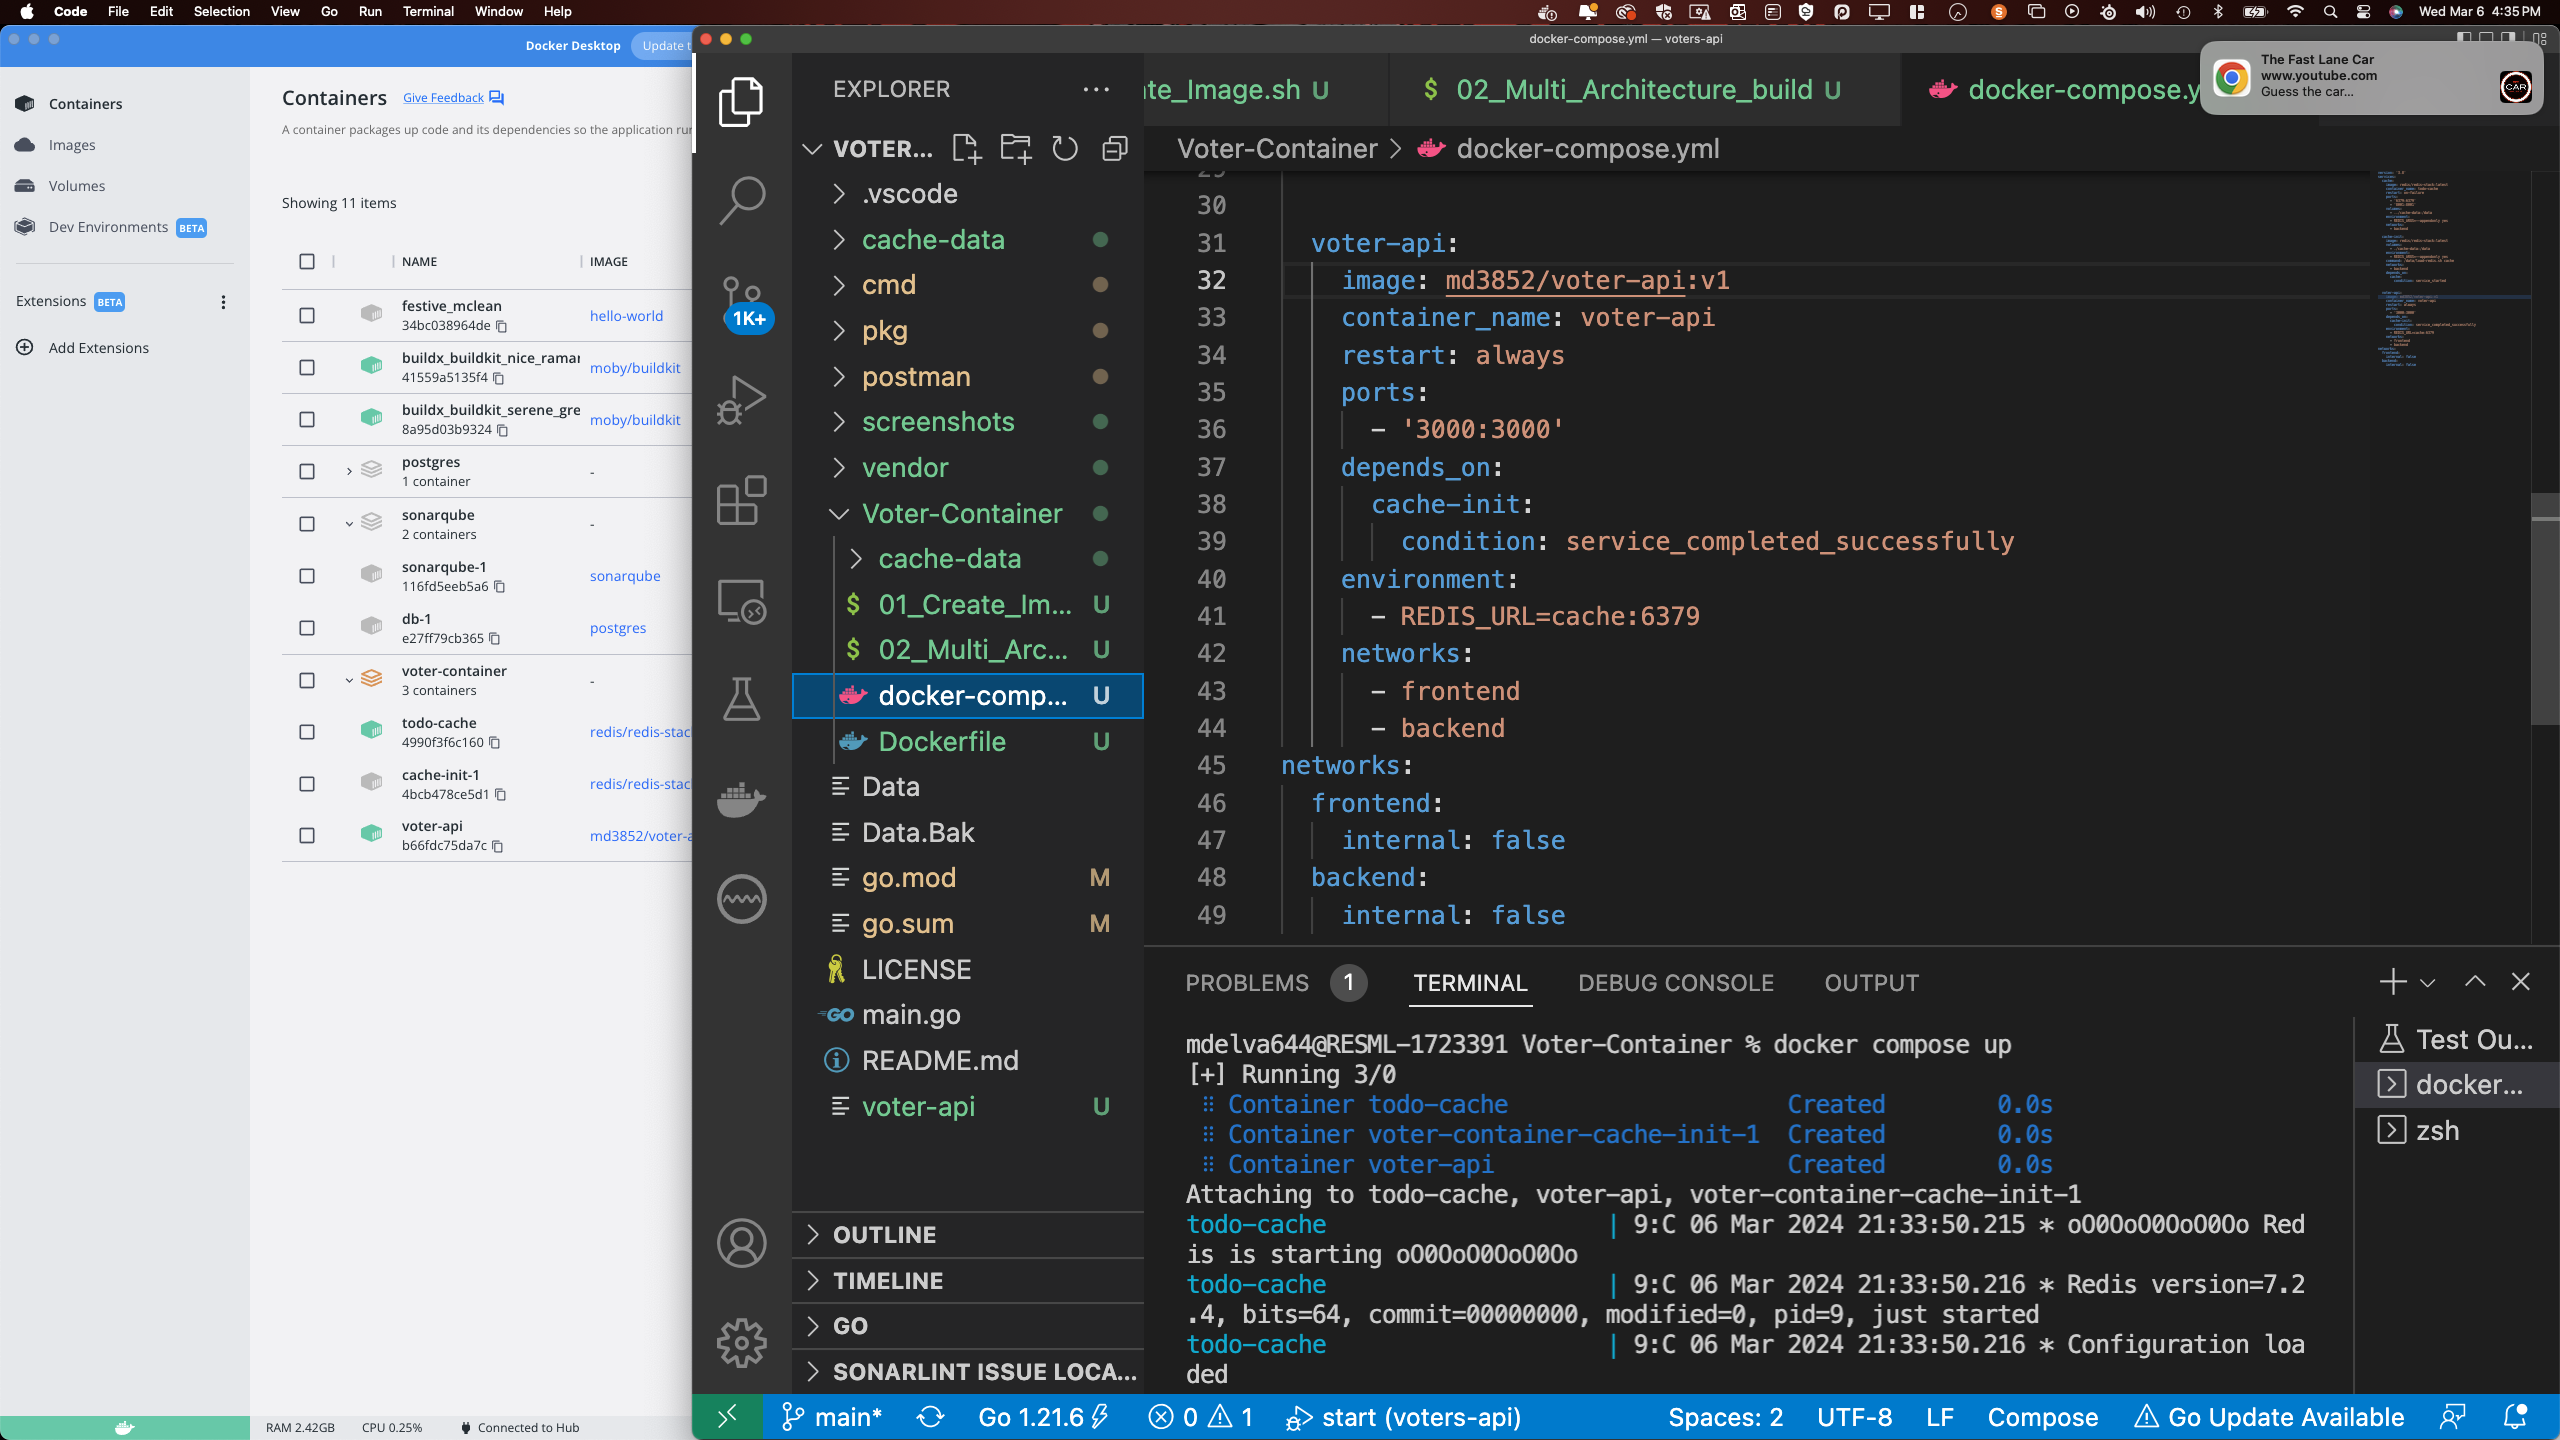 Code File Edit Selection View Go Run Terminal Window Help
Wed Mar 6 4:35 PM
Docker Desktop
Update t
Containers
Images
Volumes
Dev Environments BETA
Extensions BETA
Add Extensions
Containers Give Feedback
A container packages up code and its dependencies so the application rur
Showing 11 items
NAME IMAGE
festive_mclean
34bc038964de
hello-world
buildx_buildkit_nice_ramar
41559a5135f4
moby/buildkit
buildx_buildkit_serene_gre
8a95d03b9324
moby/buildkit
postgres
1 container
-
sonarqube
2 containers
-
sonarqube-1
116fd5eeb5a6
sonarqube
db-1
e27ff79cb365
postgres
voter-container
3 containers
-
todo-cache
4990f3f6c160
redis/redis-stac
cache-init-1
4bcb478ce5d1
redis/redis-stac
voter-api
b66fdc75da7c
md3852/voter-a
RAM 2.42GB CPU 0.25% Connected to Hub
docker-compose.yml — voters-api
The Fast Lane Car
www.youtube.com
Guess the car...
CAR
EXPLORER
VOTER...
.vscode
cache-data
cmd
pkg
postman
screenshots
vendor
Voter-Container
cache-data
$ 01_Create_Im... U
$ 02_Multi_Arc... U
docker-comp... U
Dockerfile U
Data
Data.Bak
go.mod M
go.sum M
LICENSE
main.go
README.md
voter-api U
OUTLINE
TIMELINE
GO
SONARLINT ISSUE LOCA...
1K+
te_Image.sh U
$ 02_Multi_Architecture_build U
docker-compose.y
Voter-Container > docker-compose.yml
29
30
31 voter-api:
32 image: md3852/voter-api:v1
33 container_name: voter-api
34 restart: always
35 ports:
36 - '3000:3000'
37 depends_on:
38 cache-init:
39 condition: service_completed_successfully
40 environment:
41 - REDIS_URL=cache:6379
42 networks:
43 - frontend
44 - backend
45 networks:
46 frontend:
47 internal: false
48 backend:
49 internal: false
PROBLEMS 1 TERMINAL DEBUG CONSOLE OUTPUT
mdelva644@RESML-1723391 Voter-Container % docker compose up
[+] Running 3/0
Container todo-cache Created 0.0s
Container voter-container-cache-init-1 Created 0.0s
Container voter-api Created 0.0s
Attaching to todo-cache, voter-api, voter-container-cache-init-1
todo-cache | 9:C 06 Mar 2024 21:33:50.215 * oO0OoO0OoO0Oo Red
is is starting oO0OoO0OoO0Oo
todo-cache | 9:C 06 Mar 2024 21:33:50.216 * Redis version=7.2
.4, bits=64, commit=00000000, modified=0, pid=9, just started
todo-cache | 9:C 06 Mar 2024 21:33:50.216 * Configuration loa
ded
Test Ou...
docker...
zsh
main* Go 1.21.6 0 1 start (voters-api) Spaces: 2 UTF-8 LF Compose Go Update Available